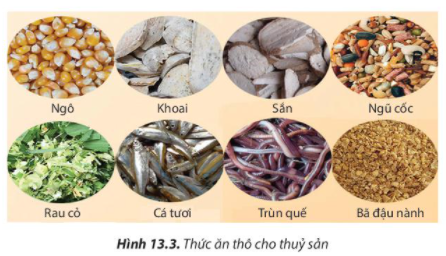 Ngô Khoai Sắn Ngũ cốc
Rau cỏ Cá tươi Trùn quế Bã đậu nành
Hình 13.3. Thức ăn thô cho thuỷ sản